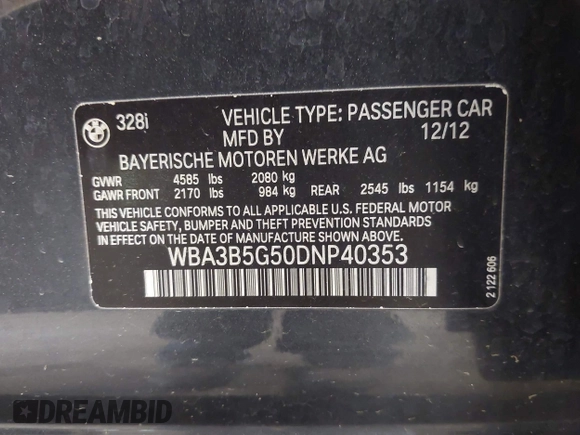 BMW
328i VEHICLE TYPE: PASSENGER CAR
MFD BY 12/12
BAYERISCHE MOTOREN WERKE AG
GVWR 4585 lbs 2080 kg
GAWR FRONT 2170 lbs 984 kg REAR 2545 lbs 1154 kg
THIS VEHICLE CONFORMS TO ALL APPLICABLE U.S. FEDERAL MOTOR
VEHICLE SAFETY, BUMPER AND THEFT PREVENTION STANDARDS
IN EFFECT ON THE DATE OF MANUFACTURE SHOWN ABOVE.
WBA3B5G50DNP40353
2 122 606
DREAMBID